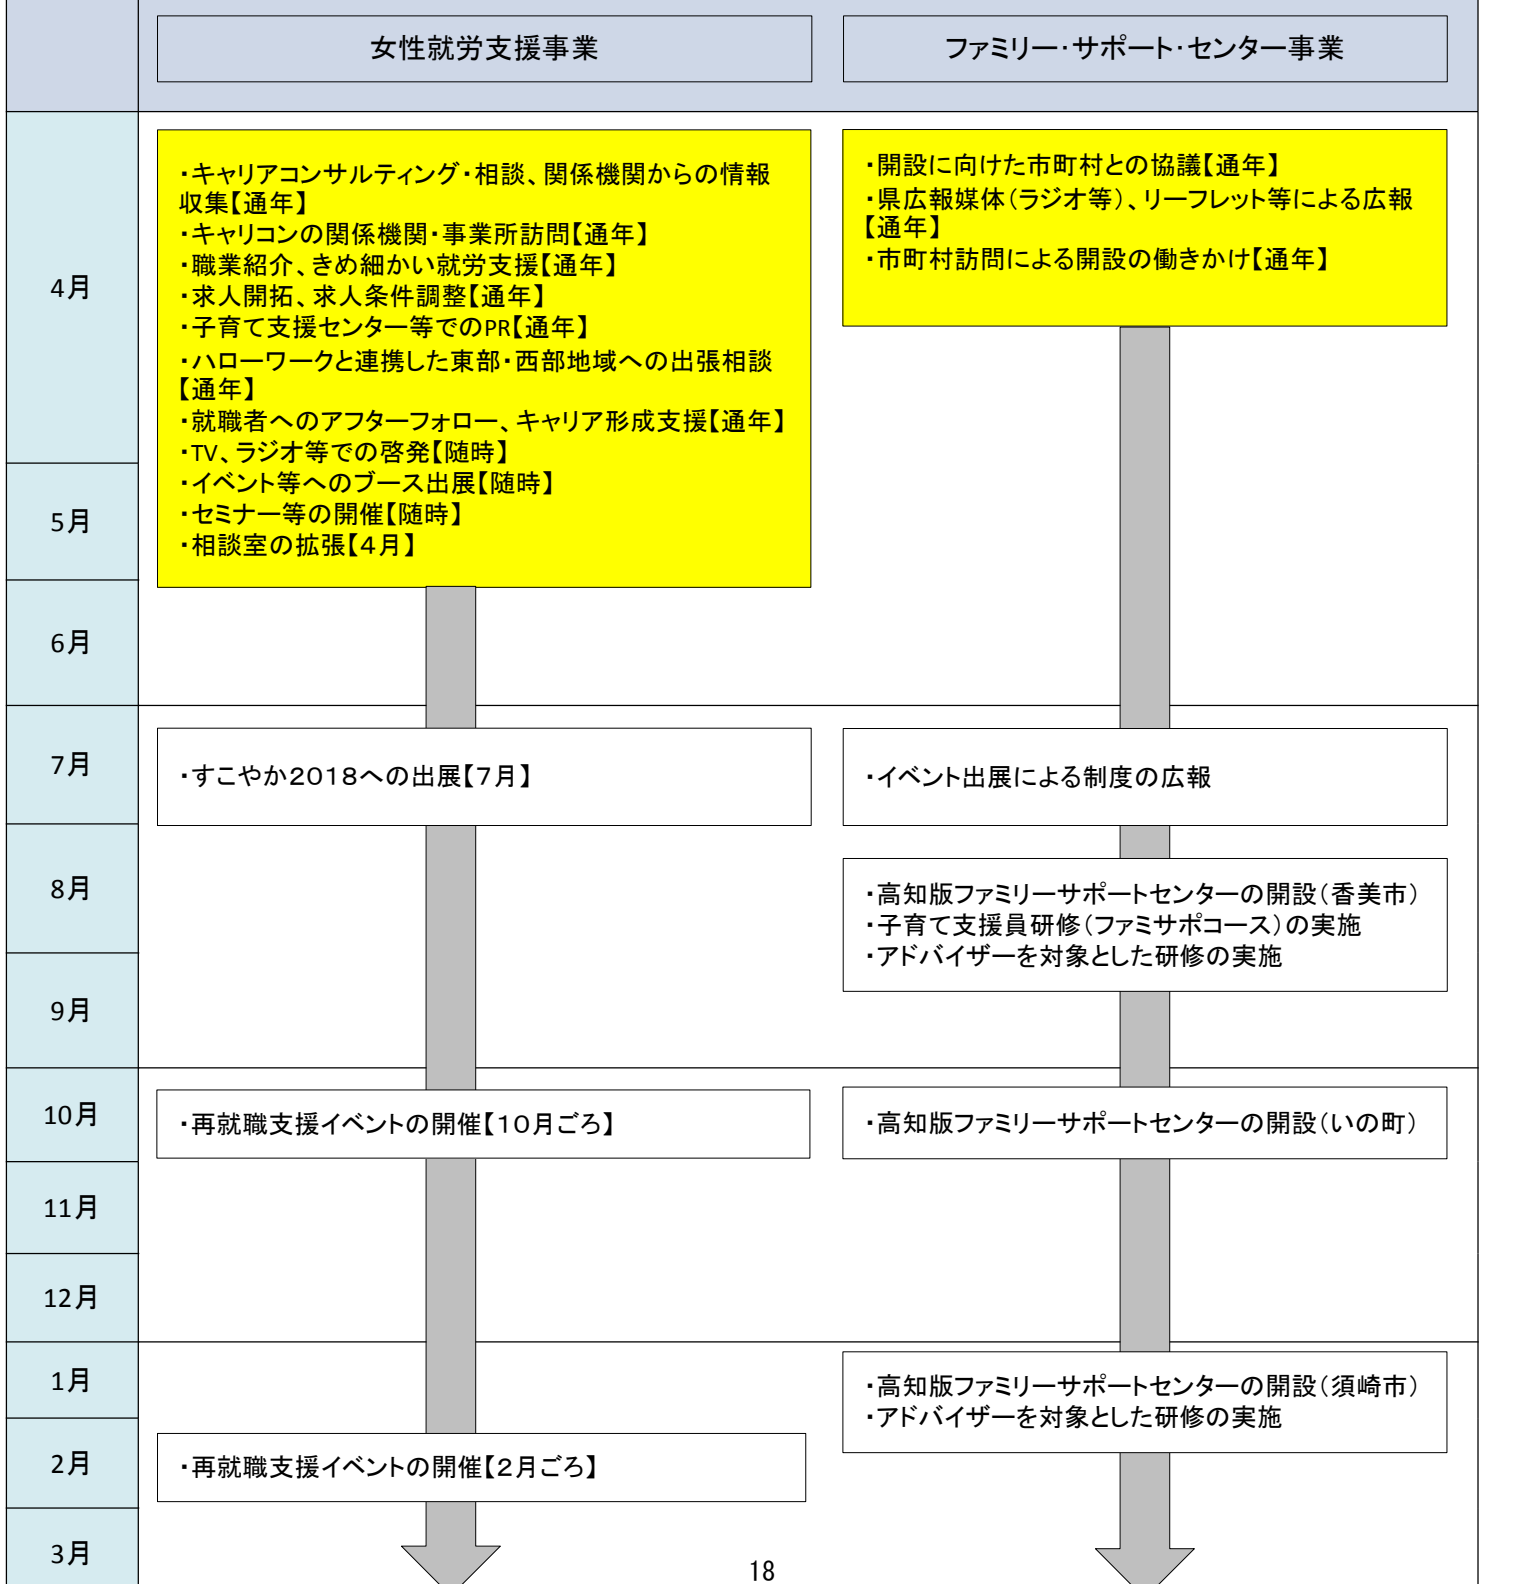 女性就労支援事業
ファミリー・サポート・センター事業
4月
・キャリアコンサルティング・相談、関係機関からの情報
収集【通年】
・キャリコンの関係機関・事業所訪問【通年】
・職業紹介、きめ細かい就労支援【通年】
・求人開拓、求人条件調整【通年】
・子育て支援センター等でのPR【通年】
・ハローワークと連携した東部・西部地域への出張相談
【通年】
・就職者へのアフターフォロー、キャリア形成支援【通年】
・TV、ラジオ等での啓発【随時】
・イベント等へのブース出展【随時】
・セミナー等の開催【随時】
・相談室の拡張【４月】
・開設に向けた市町村との協議【通年】
・県広報媒体（ラジオ等）、リーフレット等による広報
【通年】
・市町村訪問による開設の働きかけ【通年】
5月
6月
7月
・すこやか２０１８への出展【７月】
・イベント出展による制度の広報
8月
・高知版ファミリーサポートセンターの開設（香美市）
・子育て支援員研修（ファミサポコース）の実施
・アドバイザーを対象とした研修の実施
9月
10月
・再就職支援イベントの開催【１０月ごろ】
・高知版ファミリーサポートセンターの開設（いの町）
11月
12月
1月
・高知版ファミリーサポートセンターの開設（須崎市）
・アドバイザーを対象とした研修の実施
2月
・再就職支援イベントの開催【２月ごろ】
3月
18